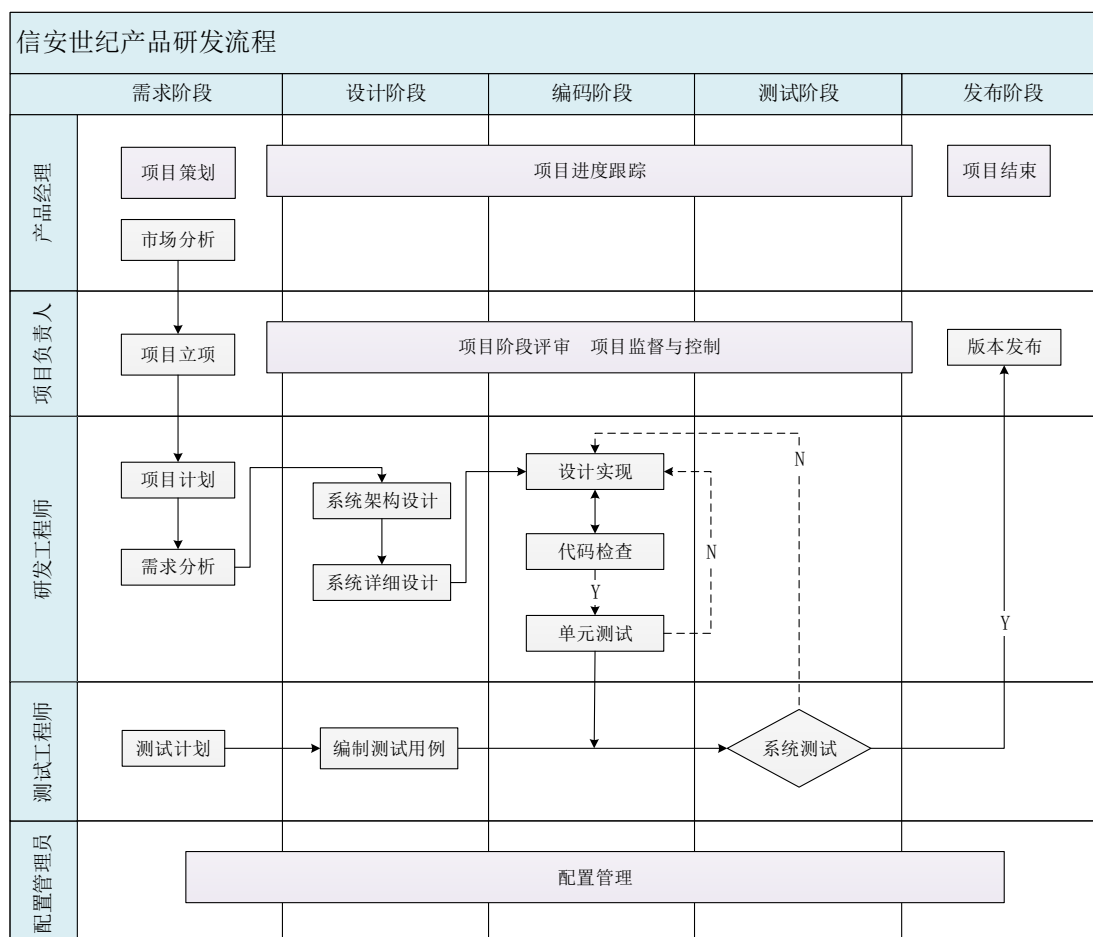 信安世纪产品研发流程
需求阶段
设计阶段
编码阶段
测试阶段
发布阶段
产品经理
项目策划
项目进度跟踪
项目结束
市场分析
项目负责人
项目立项
项目阶段评审 项目监督与控制
版本发布
研发工程师
项目计划
需求分析
系统架构设计
系统详细设计
设计实现
代码检查
Y
单元测试
N
N
Y
测试工程师
测试计划
编制测试用例
系统测试
配置管理员
配置管理